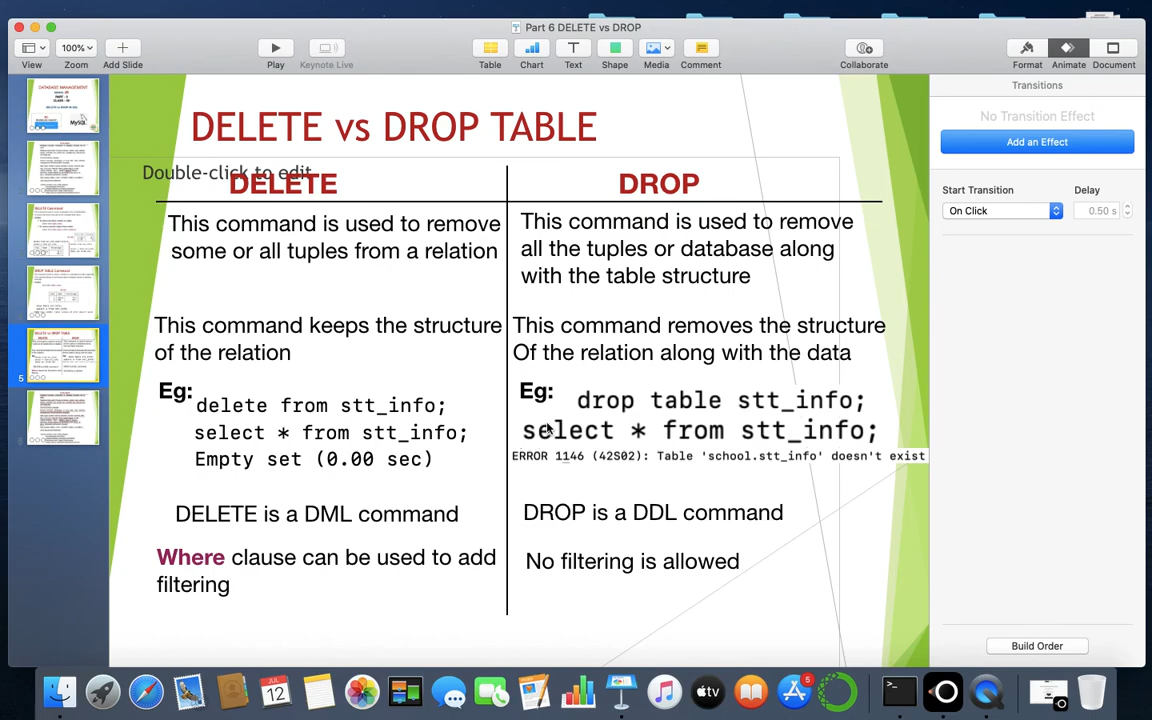 Part 6 DELETE vs DROP
100%
View
Zoom
Add Slide
Play
Keynote Live
Table
Chart
Text
Shape
Media
Comment
Collaborate
Format
Animate
Document
Transitions
No Transition Effect
Add an Effect
Start Transition
Delay
On Click
0.50 s
5
DELETE vs DROP TABLE
Double-click to edit
DELETE
DROP
This command is used to remove
some or all tuples from a relation
This command is used to remove
all the tuples or database along
with the table structure
This command keeps the structure
of the relation
This command removes the structure
Of the relation along with the data
Eg:
delete from stt_info;
select * from stt_info;
Empty set (0.00 sec)
Eg:
drop table stt_info;
select * from stt_info;
ERROR 1146 (42S02): Table 'school.stt_info' doesn't exist
DELETE is a DML command
DROP is a DDL command
Where clause can be used to add
filtering
No filtering is allowed
Build Order
JUL
12
tv
5